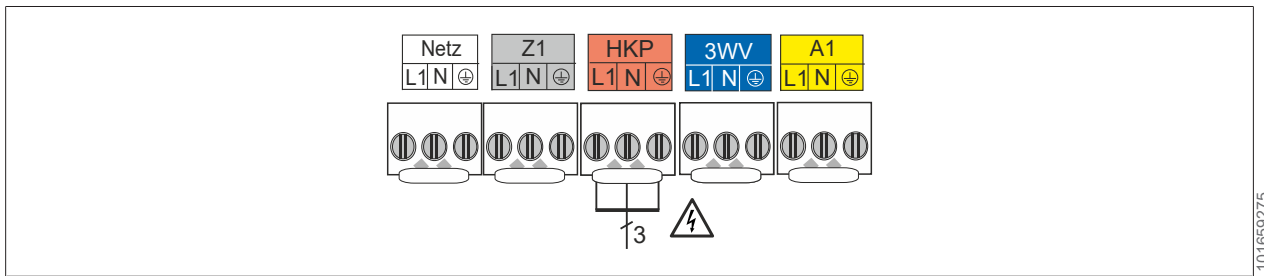 Netz Z1 HKP 3WV A1
L1 N L1 N L1 N L1 N L1 N
3
101659275